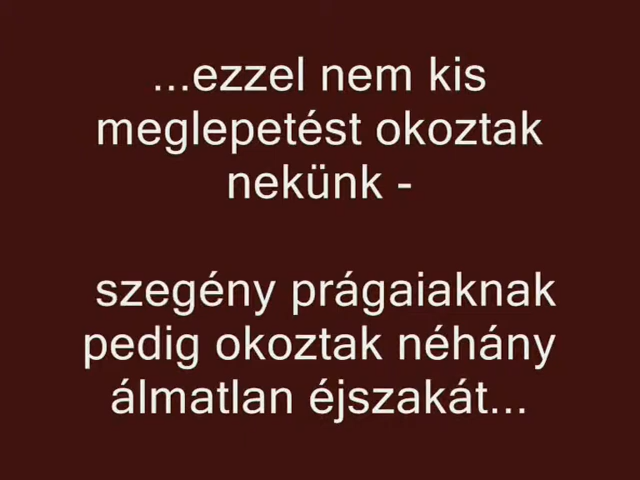 ...ezzel nem kis
meglepetést okoztak
nekünk -
szegény prágaiaknak
pedig okoztak néhány
álmatlan éjszakát...